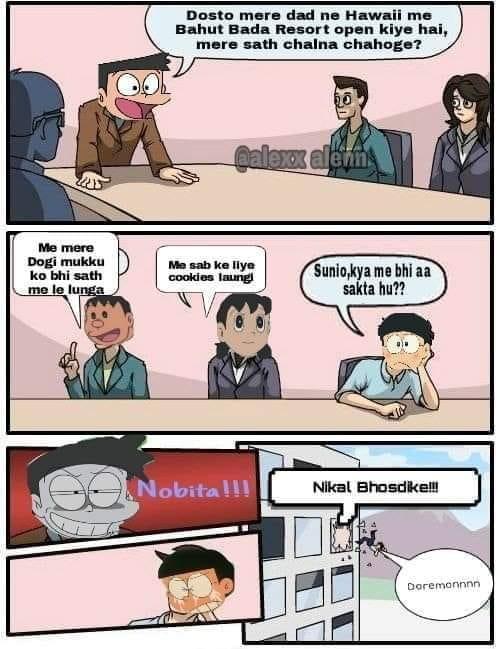 Dosto mere dad ne Hawaii me
Bahut Bada Resort open kiye hai,
mere sath chalna chahoge?
@alexx alenn
Me mere
Dogi mukku
ko bhi sath
me le lunga
Me sab ke liye
cookies laungi
Sunio,kya me bhi aa
sakta hu??
Nobita!!!
Nikal Bhosdike!!!
Doremonnnn